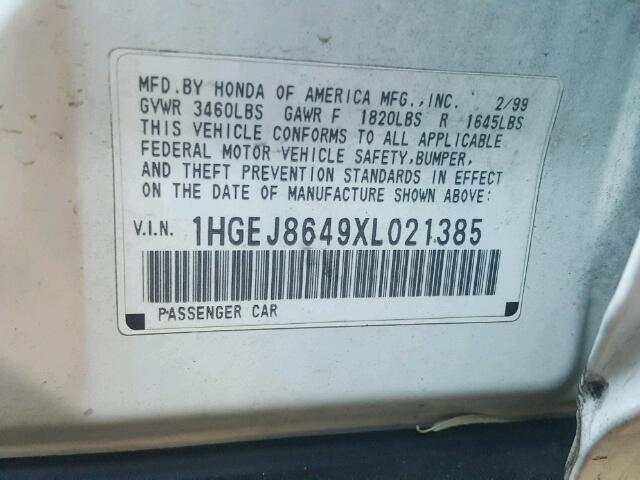 MFD.BY HONDA OF AMERICA MFG.,INC. 2/99
GVWR 3460LBS GAWR F 1820LBS R 1645LBS
THIS VEHICLE CONFORMS TO ALL APPLICABLE
FEDERAL MOTOR VEHICLE SAFETY,BUMPER,
AND THEFT PREVENTION STANDARDS IN EFFECT
ON THE DATE OF MANUFACTURE SHOWN ABOVE:
V.I.N. 1HGEJ8649XL021385
PASSENGER CAR